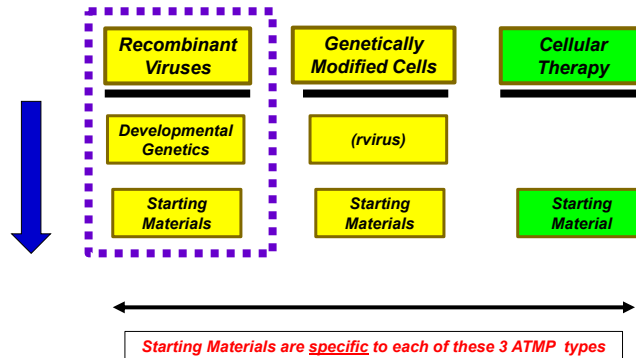 Recombinant
Viruses
Genetically
Modified Cells
Cellular
Therapy
Developmental
Genetics
(rvirus)
Starting
Materials
Starting
Materials
Starting
Material
Starting Materials are specific to each of these 3 ATMP types